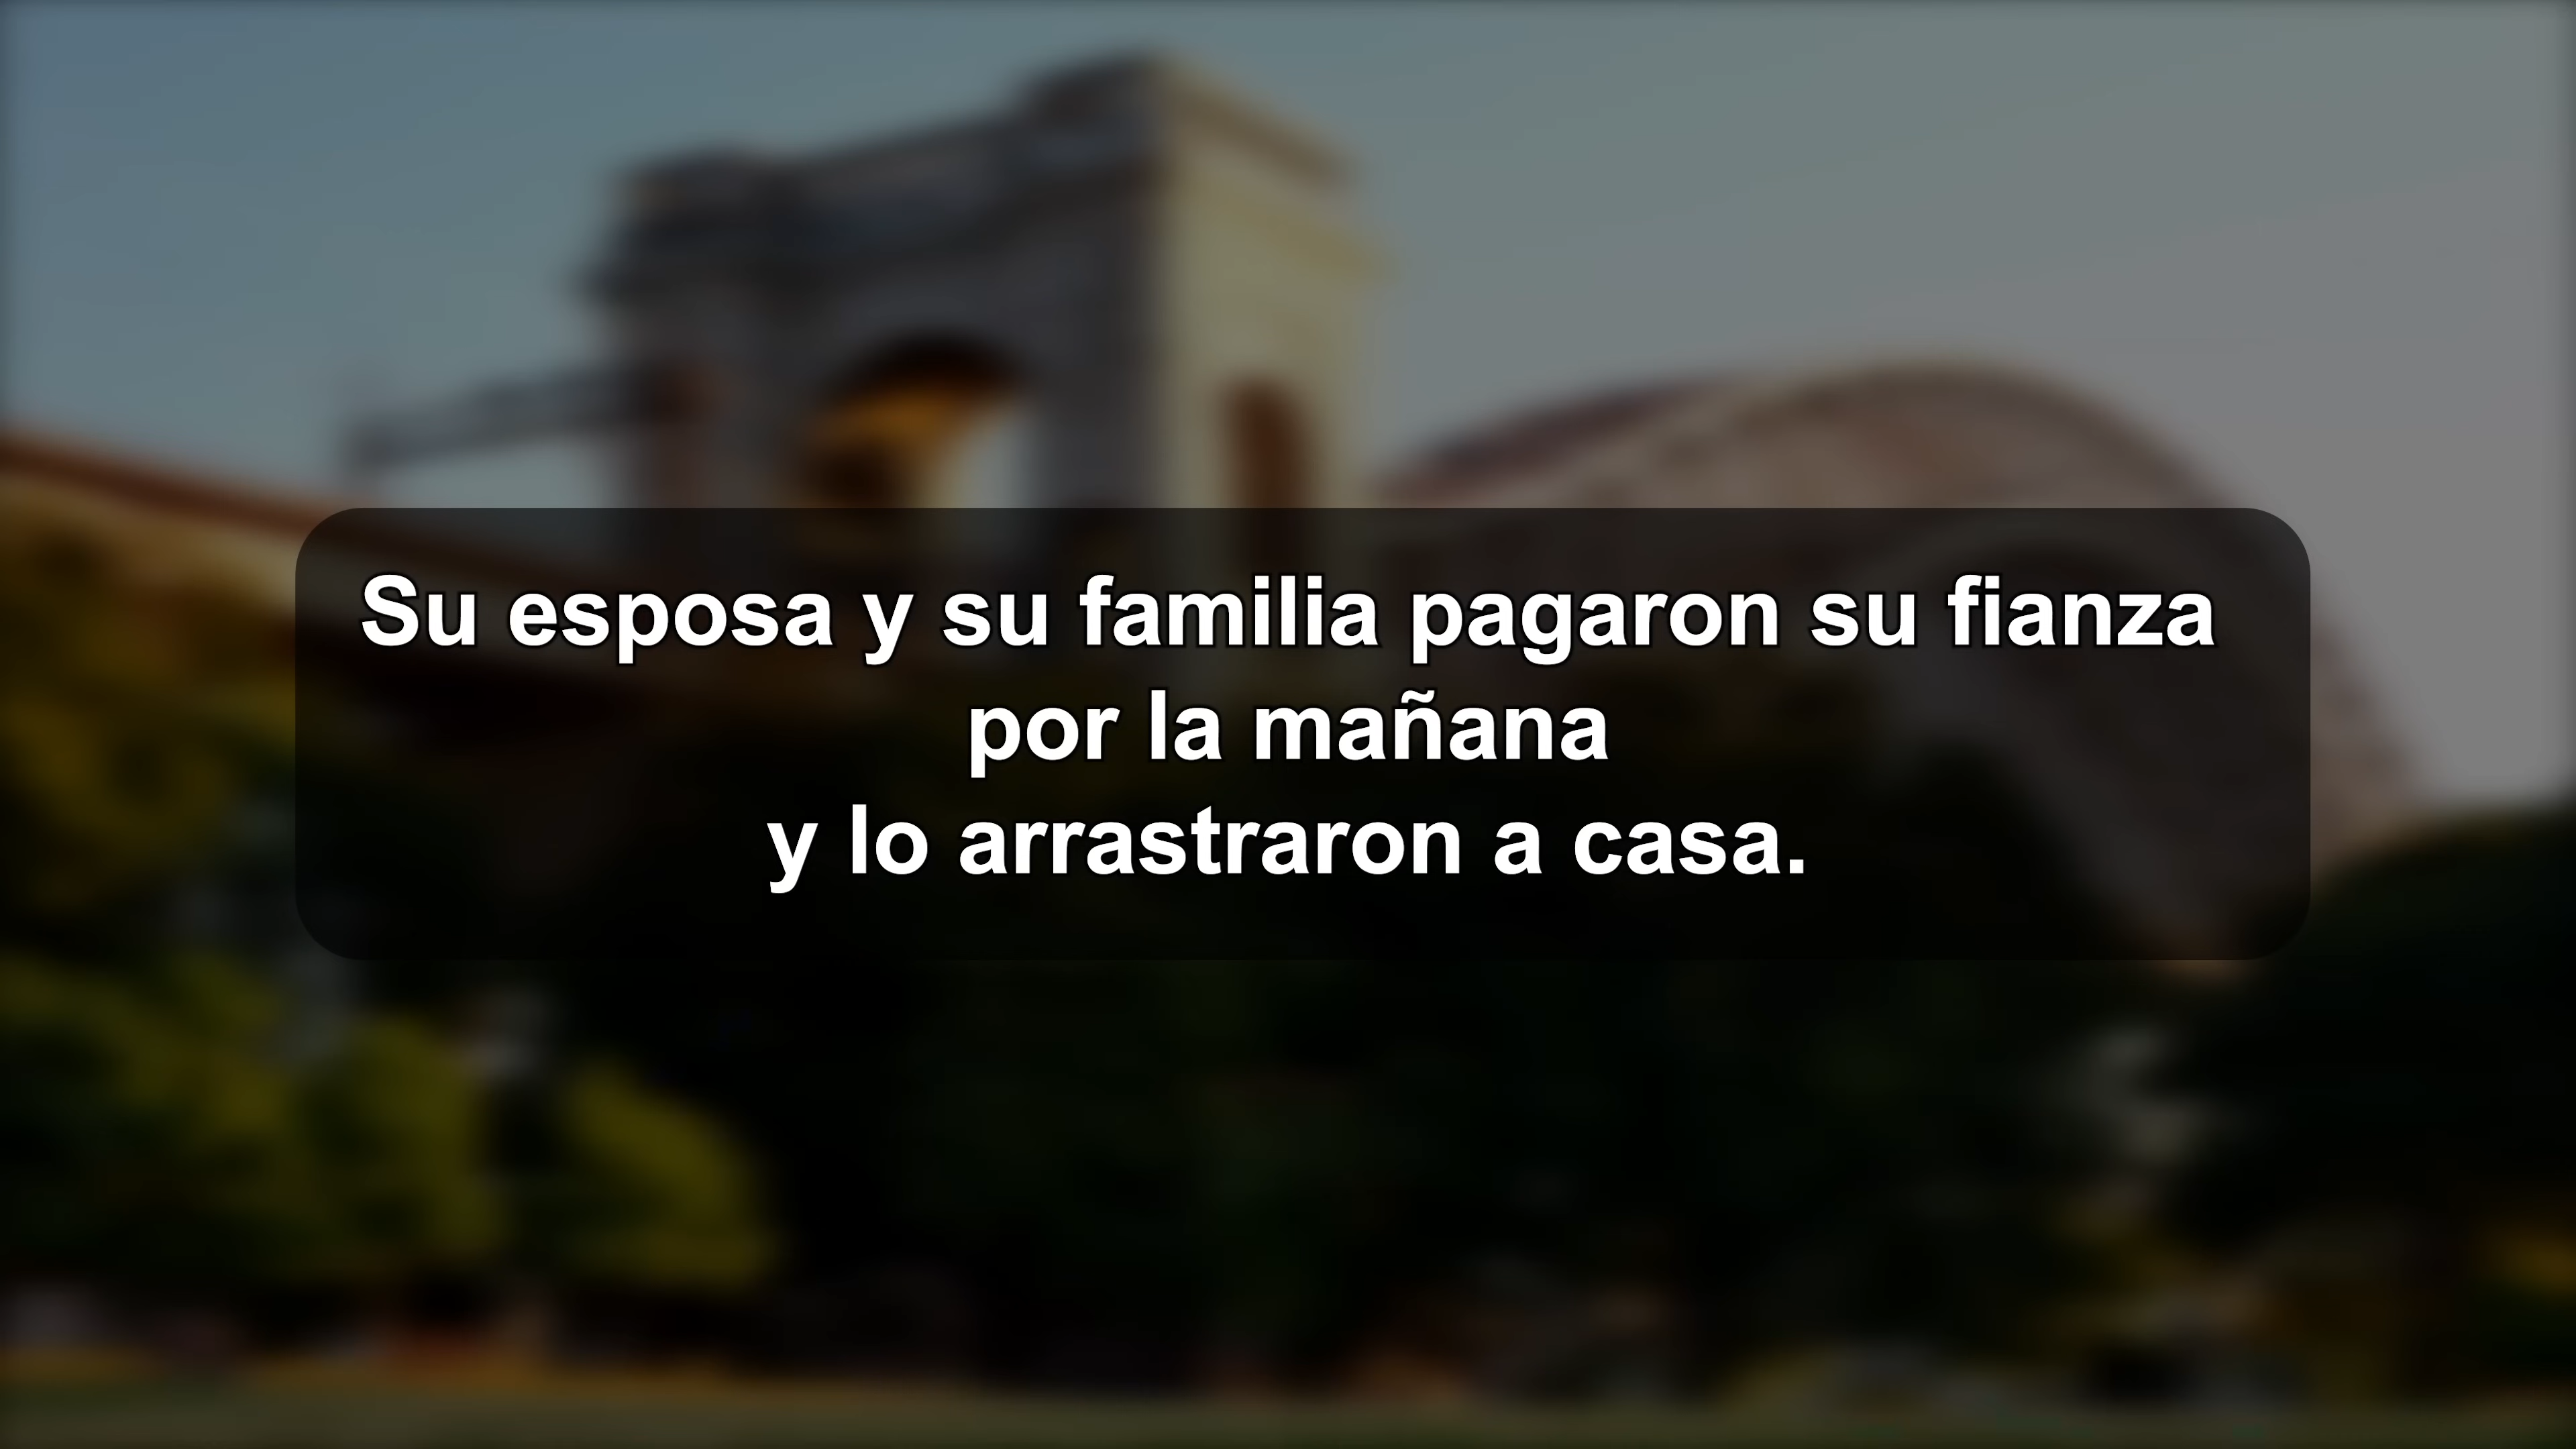 Su esposa y su familia pagaron su fianza
por la mañana
y lo arrastraron a casa.